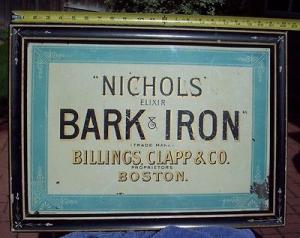 "NICHOLS"
ELIXIR
BARK & IRON"
(TRADE MARK)
BILLINGS, CLAPP & CO.
PROPRIETORS
BOSTON.